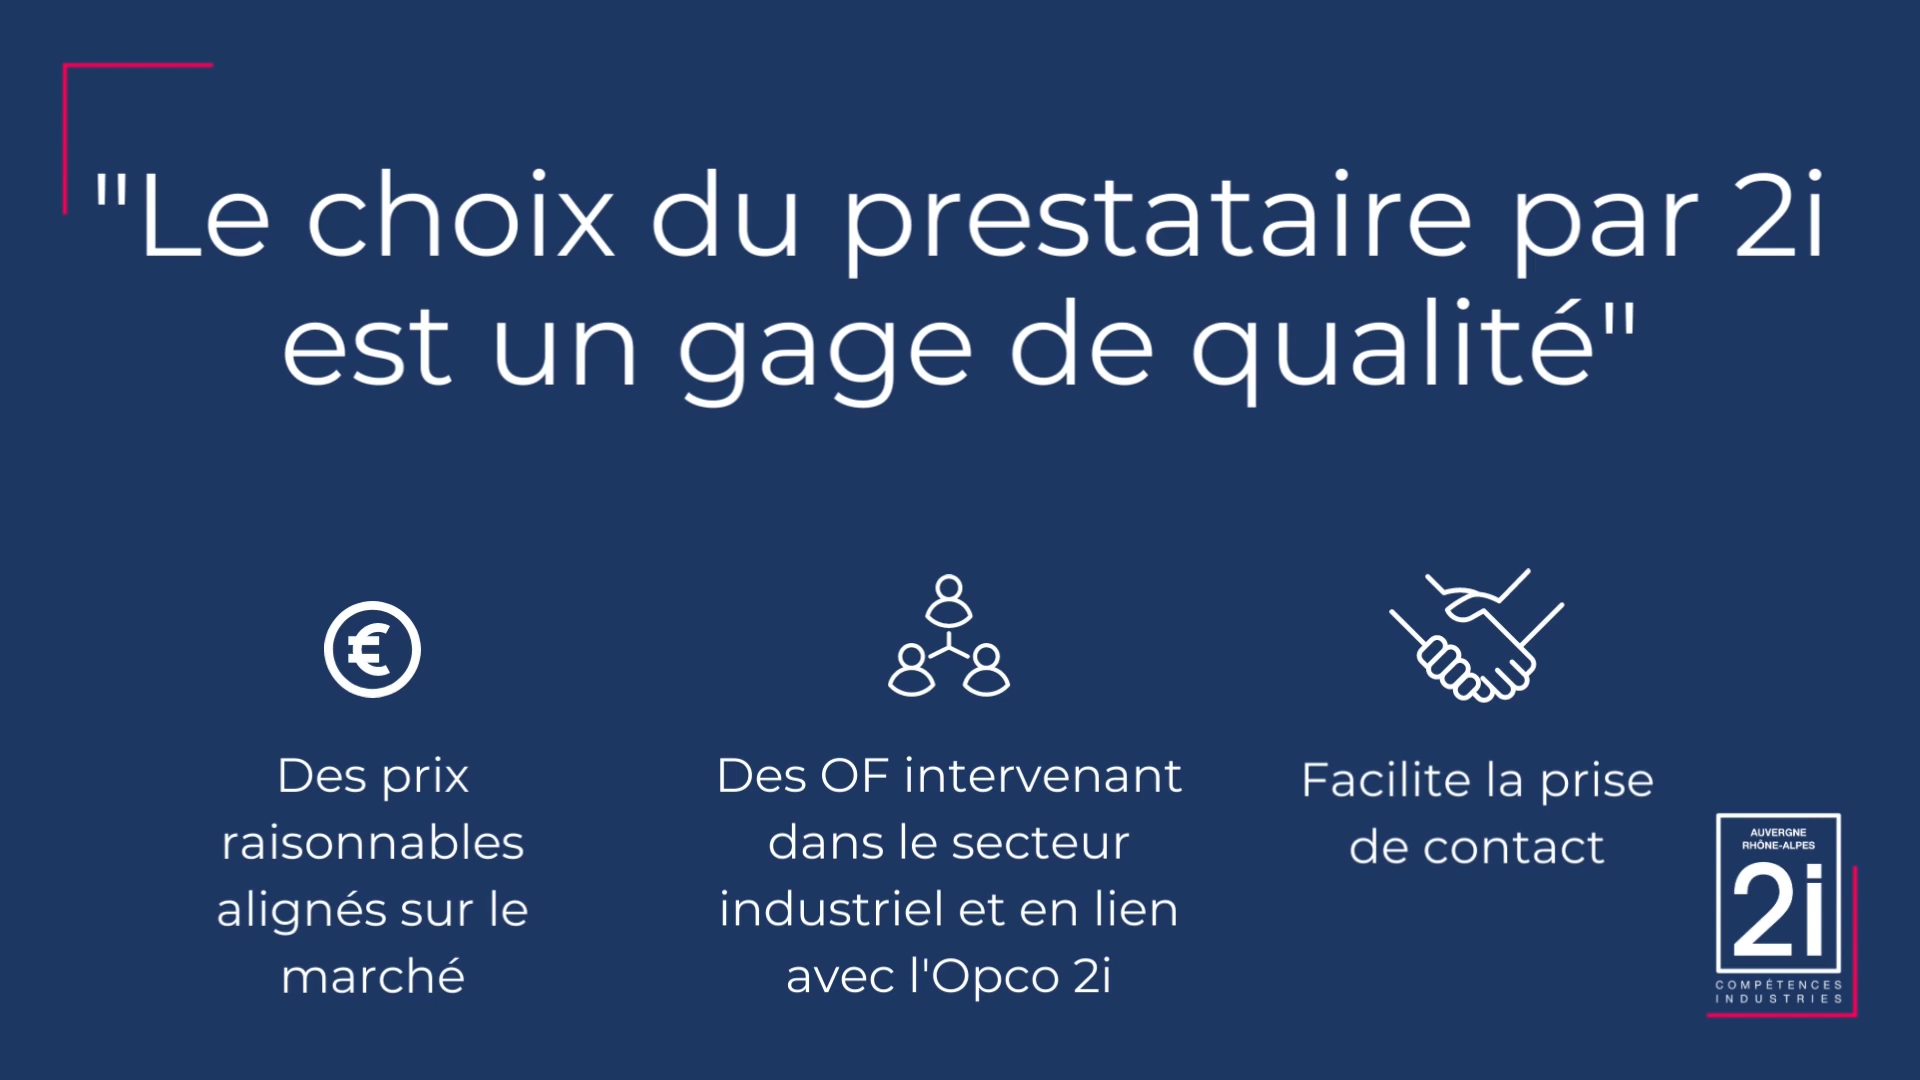 "Le choix du prestataire par 2i
est un gage de qualité"
€
Des prix
raisonnables
alignés sur le
marché
Des OF intervenant
dans le secteur
industriel et en lien
avec l'Opco 2i
Facilite la prise
de contact
AUVERGNE
RHÔNE-ALPES
2i
COMPÉTENCES
INDUSTRIES